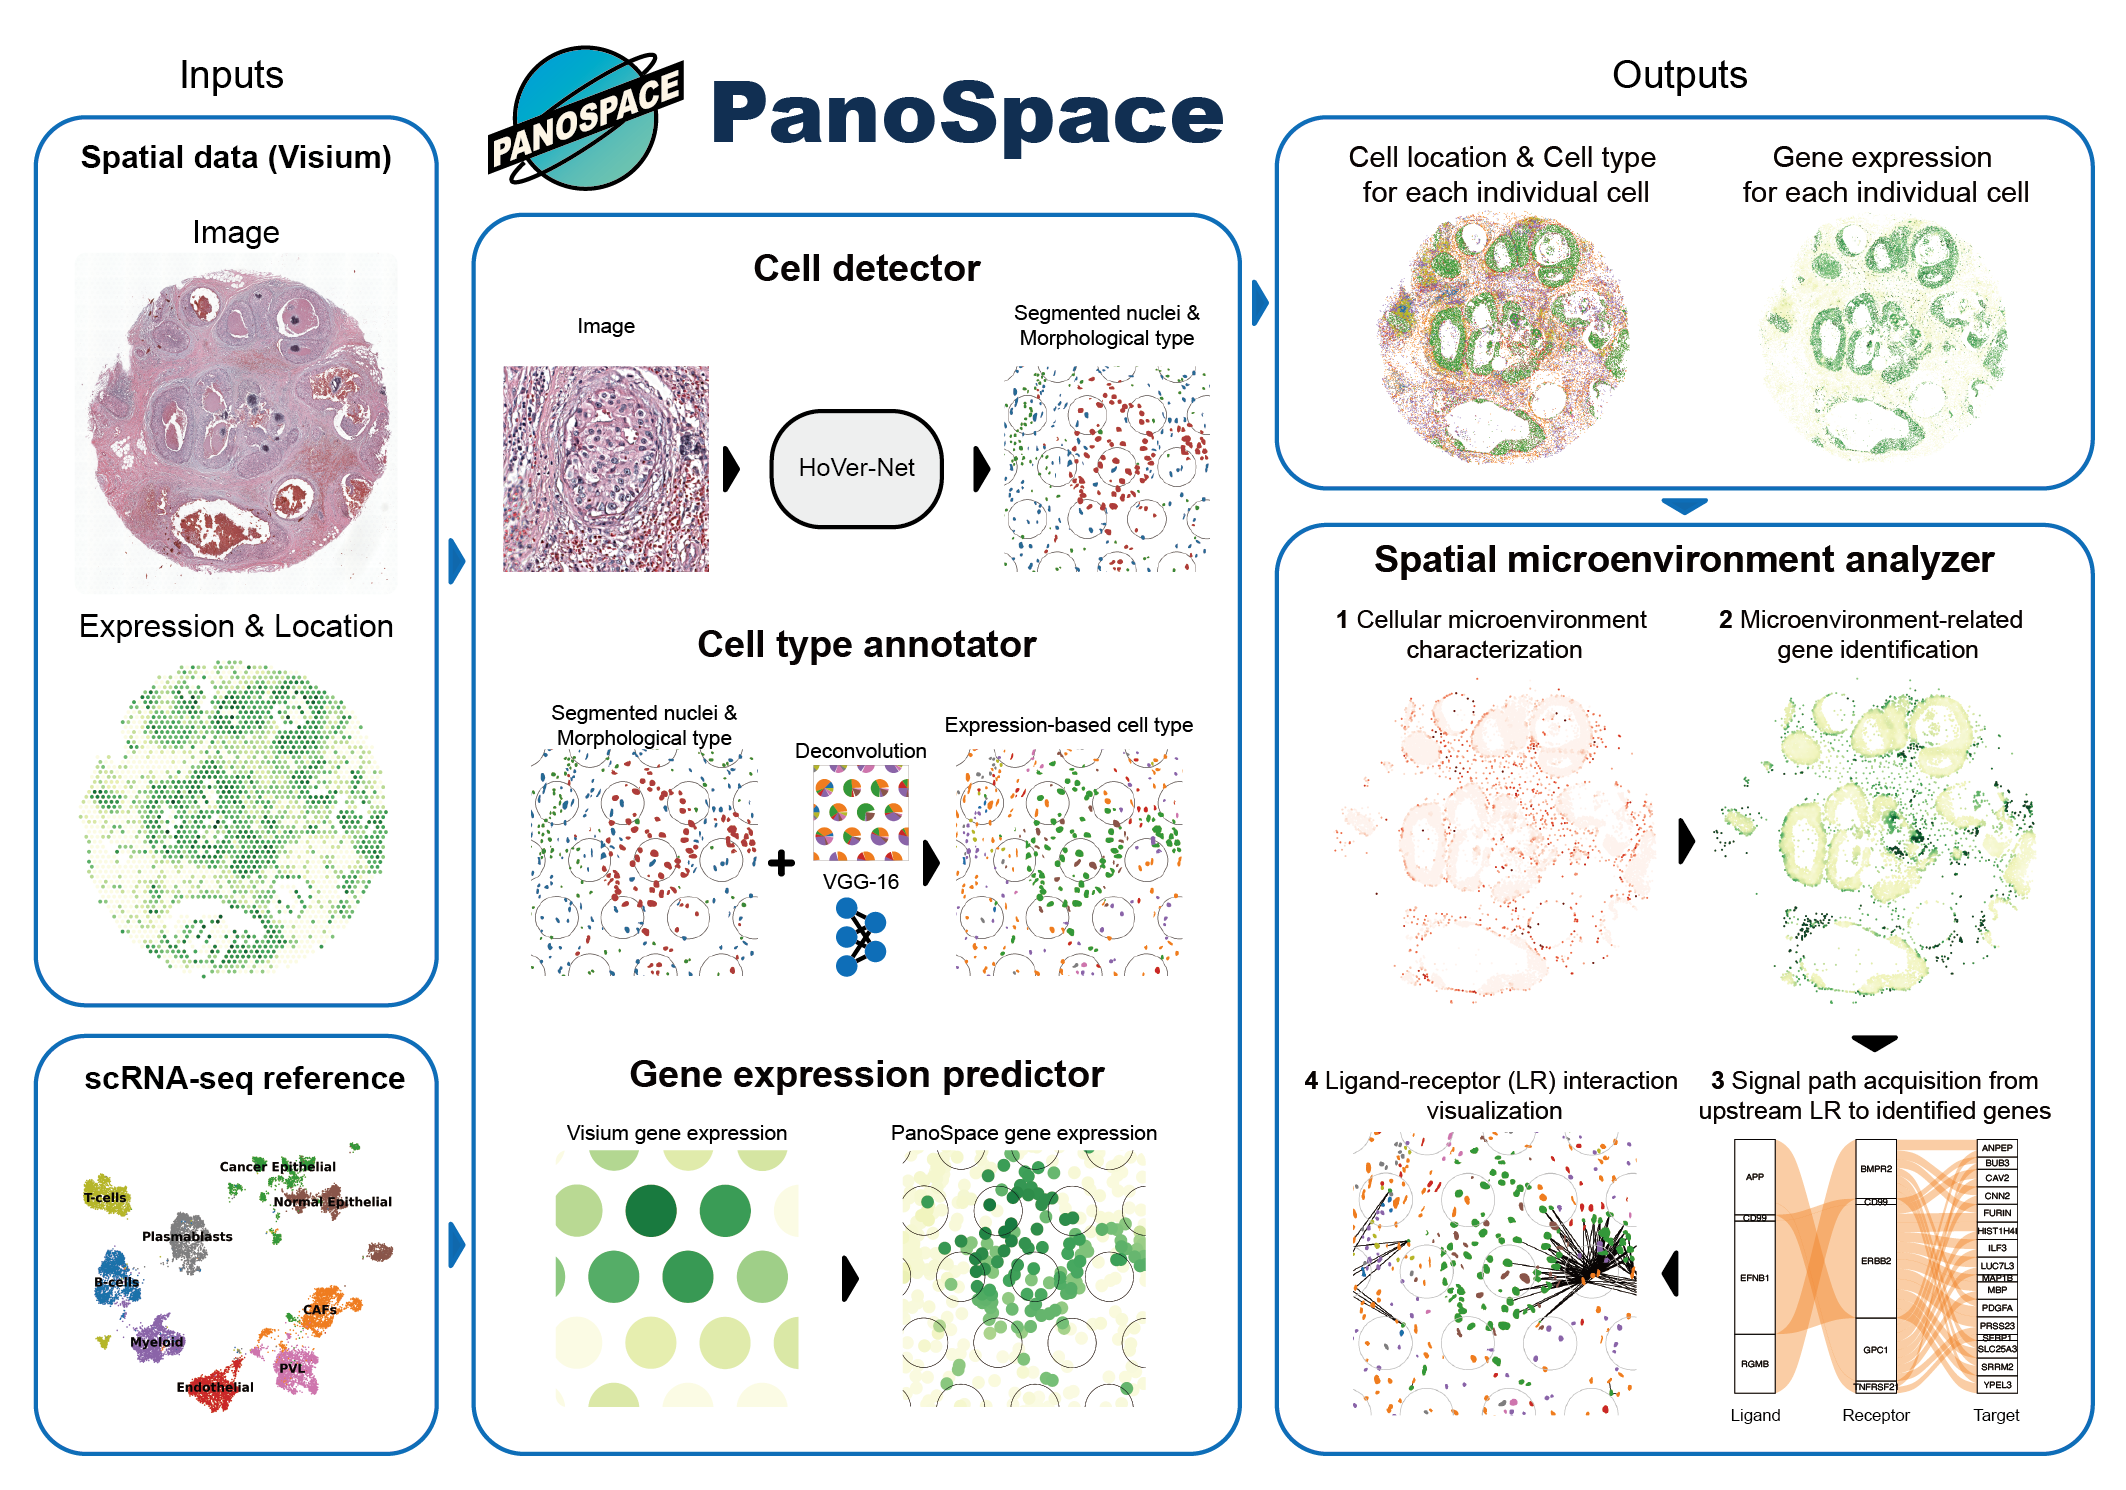 Inputs
Spatial data (Visium)
Image
Expression & Location
scRNA-seq reference
Cancer Epithelial
T-cells
Normal Epithelial
Plasmablasts
B-cells
CAFs
Myeloid
PVL
Endothelial
PANOSPACE
PanoSpace
Cell detector
Image
Segmented nuclei &
Morphological type
HoVer-Net
Cell type annotator
Segmented nuclei &
Morphological type
Deconvolution
VGG-16
Expression-based cell type
Gene expression predictor
Visium gene expression
PanoSpace gene expression
Outputs
Cell location & Cell type
for each individual cell
Gene expression
for each individual cell
Spatial microenvironment analyzer
1 Cellular microenvironment
characterization
2 Microenvironment-related
gene identification
4 Ligand-receptor (LR) interaction
visualization
3 Signal path acquisition from
upstream LR to identified genes
APP
CD99
EFNB1
RGMB
Ligand
BMPR2
CD99
ERBB2
GPC1
TNFRSF21
Receptor
ANPEP
BUB3
CAV2
CNN2
FURIN
HIST1H4I
ILF3
LUC7L3
MAP1B
MBP
PDGFA
PRSS23
SERP1
SLC25A3
SRRM2
YPEL3
Target